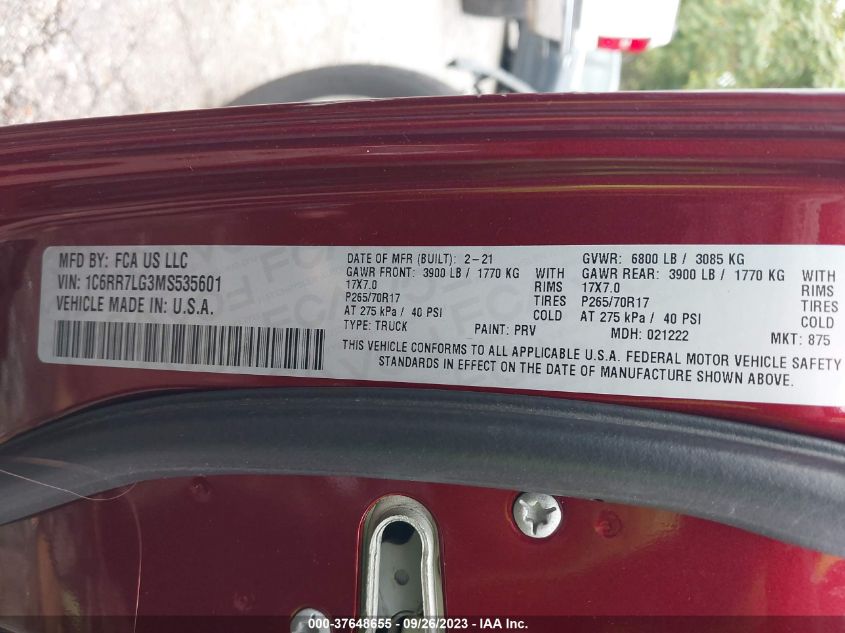 MFD BY: FCA US LLC
VIN: 1C6RR7LG3MS535601
VEHICLE MADE IN: U.S.A.
DATE OF MFR (BUILT): 2-21 GVWR: 6800 LB / 3085 KG
GAWR FRONT: 3900 LB / 1770 KG WITH GAWR REAR: 3900 LB / 1770 KG WITH
17X7.0 RIMS 17X7.0 RIMS
P265/70R17 TIRES P265/70R17 TIRES
AT 275 kPa / 40 PSI COLD AT 275 kPa / 40 PSI COLD
TYPE: TRUCK PAINT: PRV MDH: 021222 MKT: 875
THIS VEHICLE CONFORMS TO ALL APPLICABLE U.S.A. FEDERAL MOTOR VEHICLE SAFETY
STANDARDS IN EFFECT ON THE DATE OF MANUFACTURE SHOWN ABOVE.
000-37648655 - 09/26/2023 - IAA Inc.